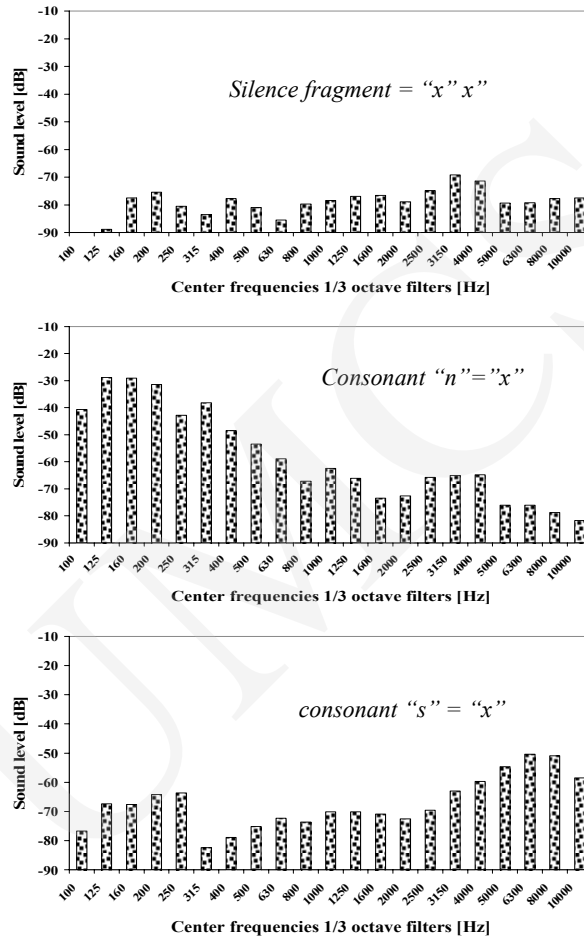 -10
-20
-30
-40
-50
-60
-70
-80
-90
Sound level [dB]
Silence fragment = “x” x”
100 125 160 200 250 315 400 500 630 800 1000 1250 1600 2000 2500 3150 4000 5000 6300 8000 10000
Center frequencies 1/3 octave filters [Hz]
-10
-20
-30
-40
-50
-60
-70
-80
-90
Sound level [dB]
Consonant “n”=”x”
100 125 160 200 250 315 400 500 630 800 1000 1250 1600 2000 2500 3150 4000 5000 6300 8000 10000
Center frequencies 1/3 octave filters [Hz]
-10
-20
-30
-40
-50
-60
-70
-80
-90
Sound level [dB]
consonant “s” = “x”
100 125 160 200 250 315 400 500 630 800 1000 1250 1600 2000 2500 3150 4000 5000 6300 8000 10000
Center frequencies 1/3 octave filters [Hz]
UMCS